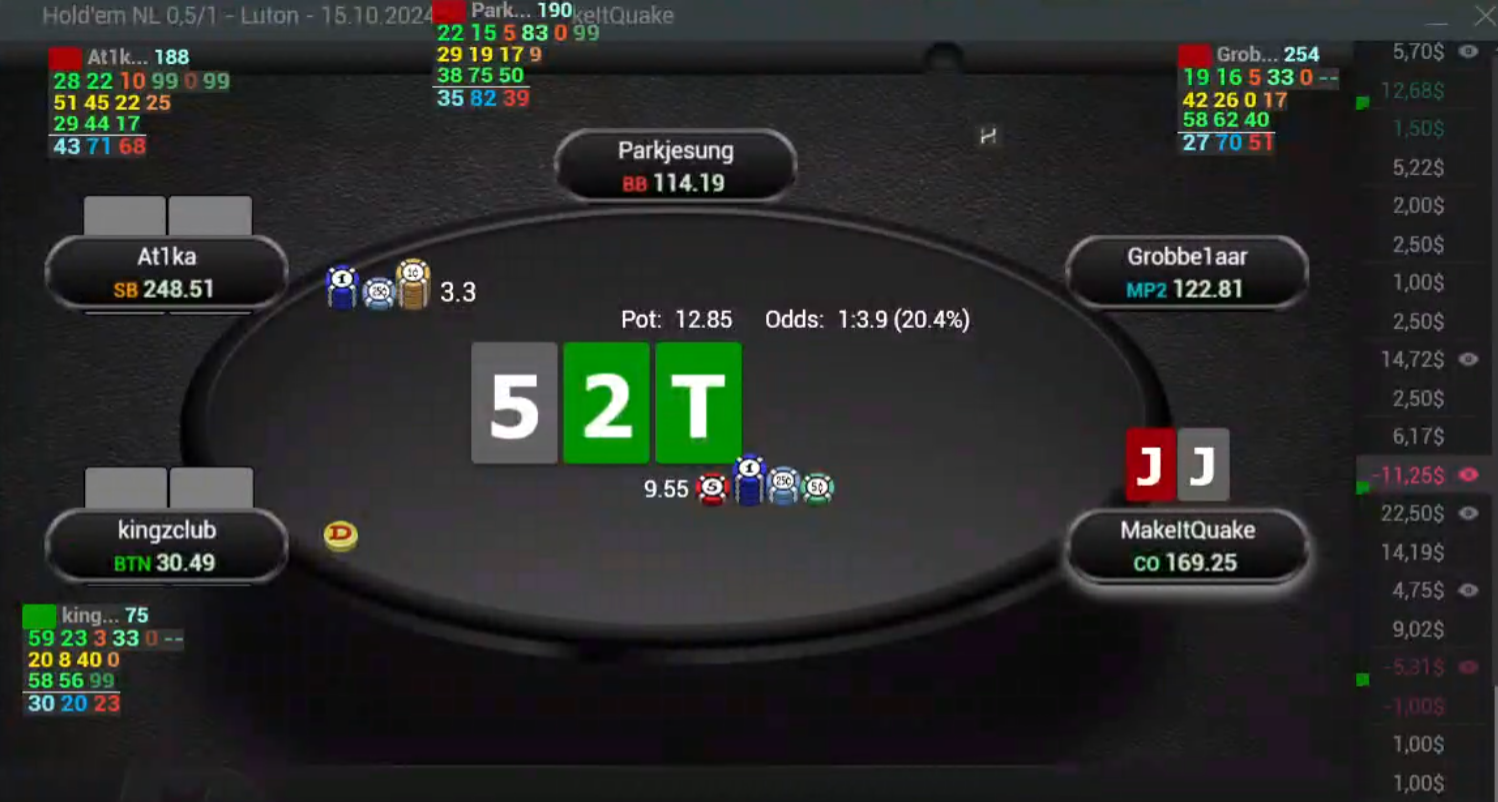 Hold'em NL 0,5/1 - Luton - 15.10.2024
keItQuake
Park... 190
22 15 5 83 0 99
29 19 17 9
38 75 50
35 82 39
At1k... 188
28 22 10 99 0 99
51 45 22 25
29 44 17
43 71 68
Grob... 254
19 16 5 33 0 --
42 26 0 17
58 62 40
27 70 51
Parkjesung
BB 114.19
At1ka
SB 248.51
Grobbe1aar
MP2 122.81
3.3
Pot: 12.85 Odds: 1:3.9 (20.4%)
5 2 T
J J
9.55
kingzclub
BTN 30.49
D
MakeItQuake
CO 169.25
king... 75
59 23 3 33 0 --
20 8 40 0
58 56 99
30 20 23
5,70$
12,68$
1,50$
5,22$
2,00$
2,50$
1,00$
2,50$
14,72$
2,50$
6,17$
-11,25$
22,50$
14,19$
4,75$
9,02$
-5,31$
-1,00$
1,00$
1,00$